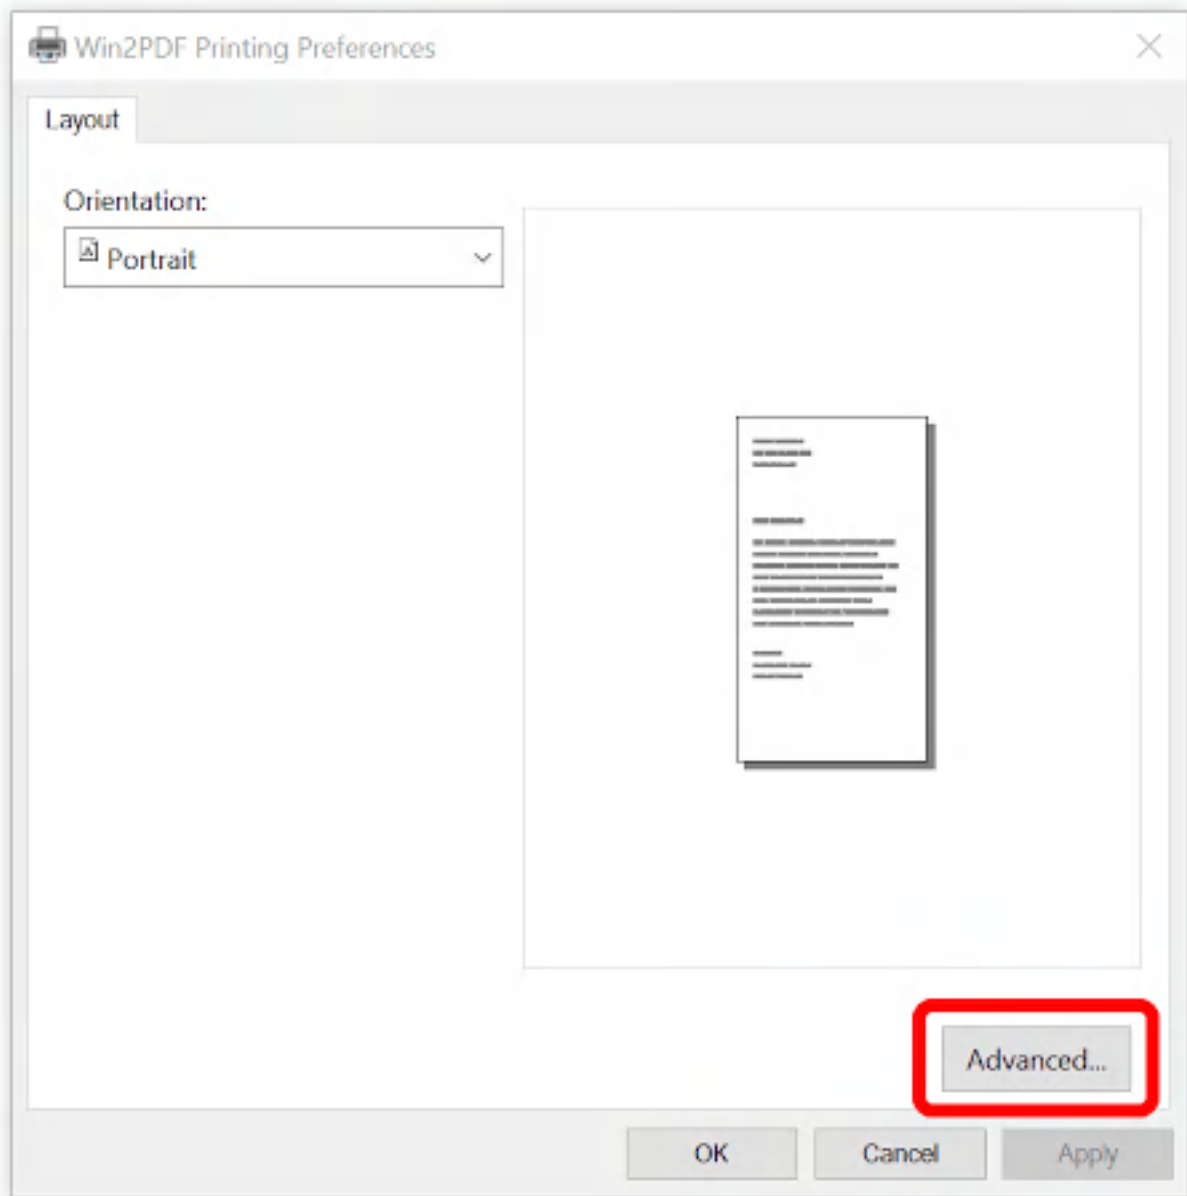 Win2PDF Printing Preferences
Layout
Orientation:
Portrait
Advanced...
OK
Cancel
Apply